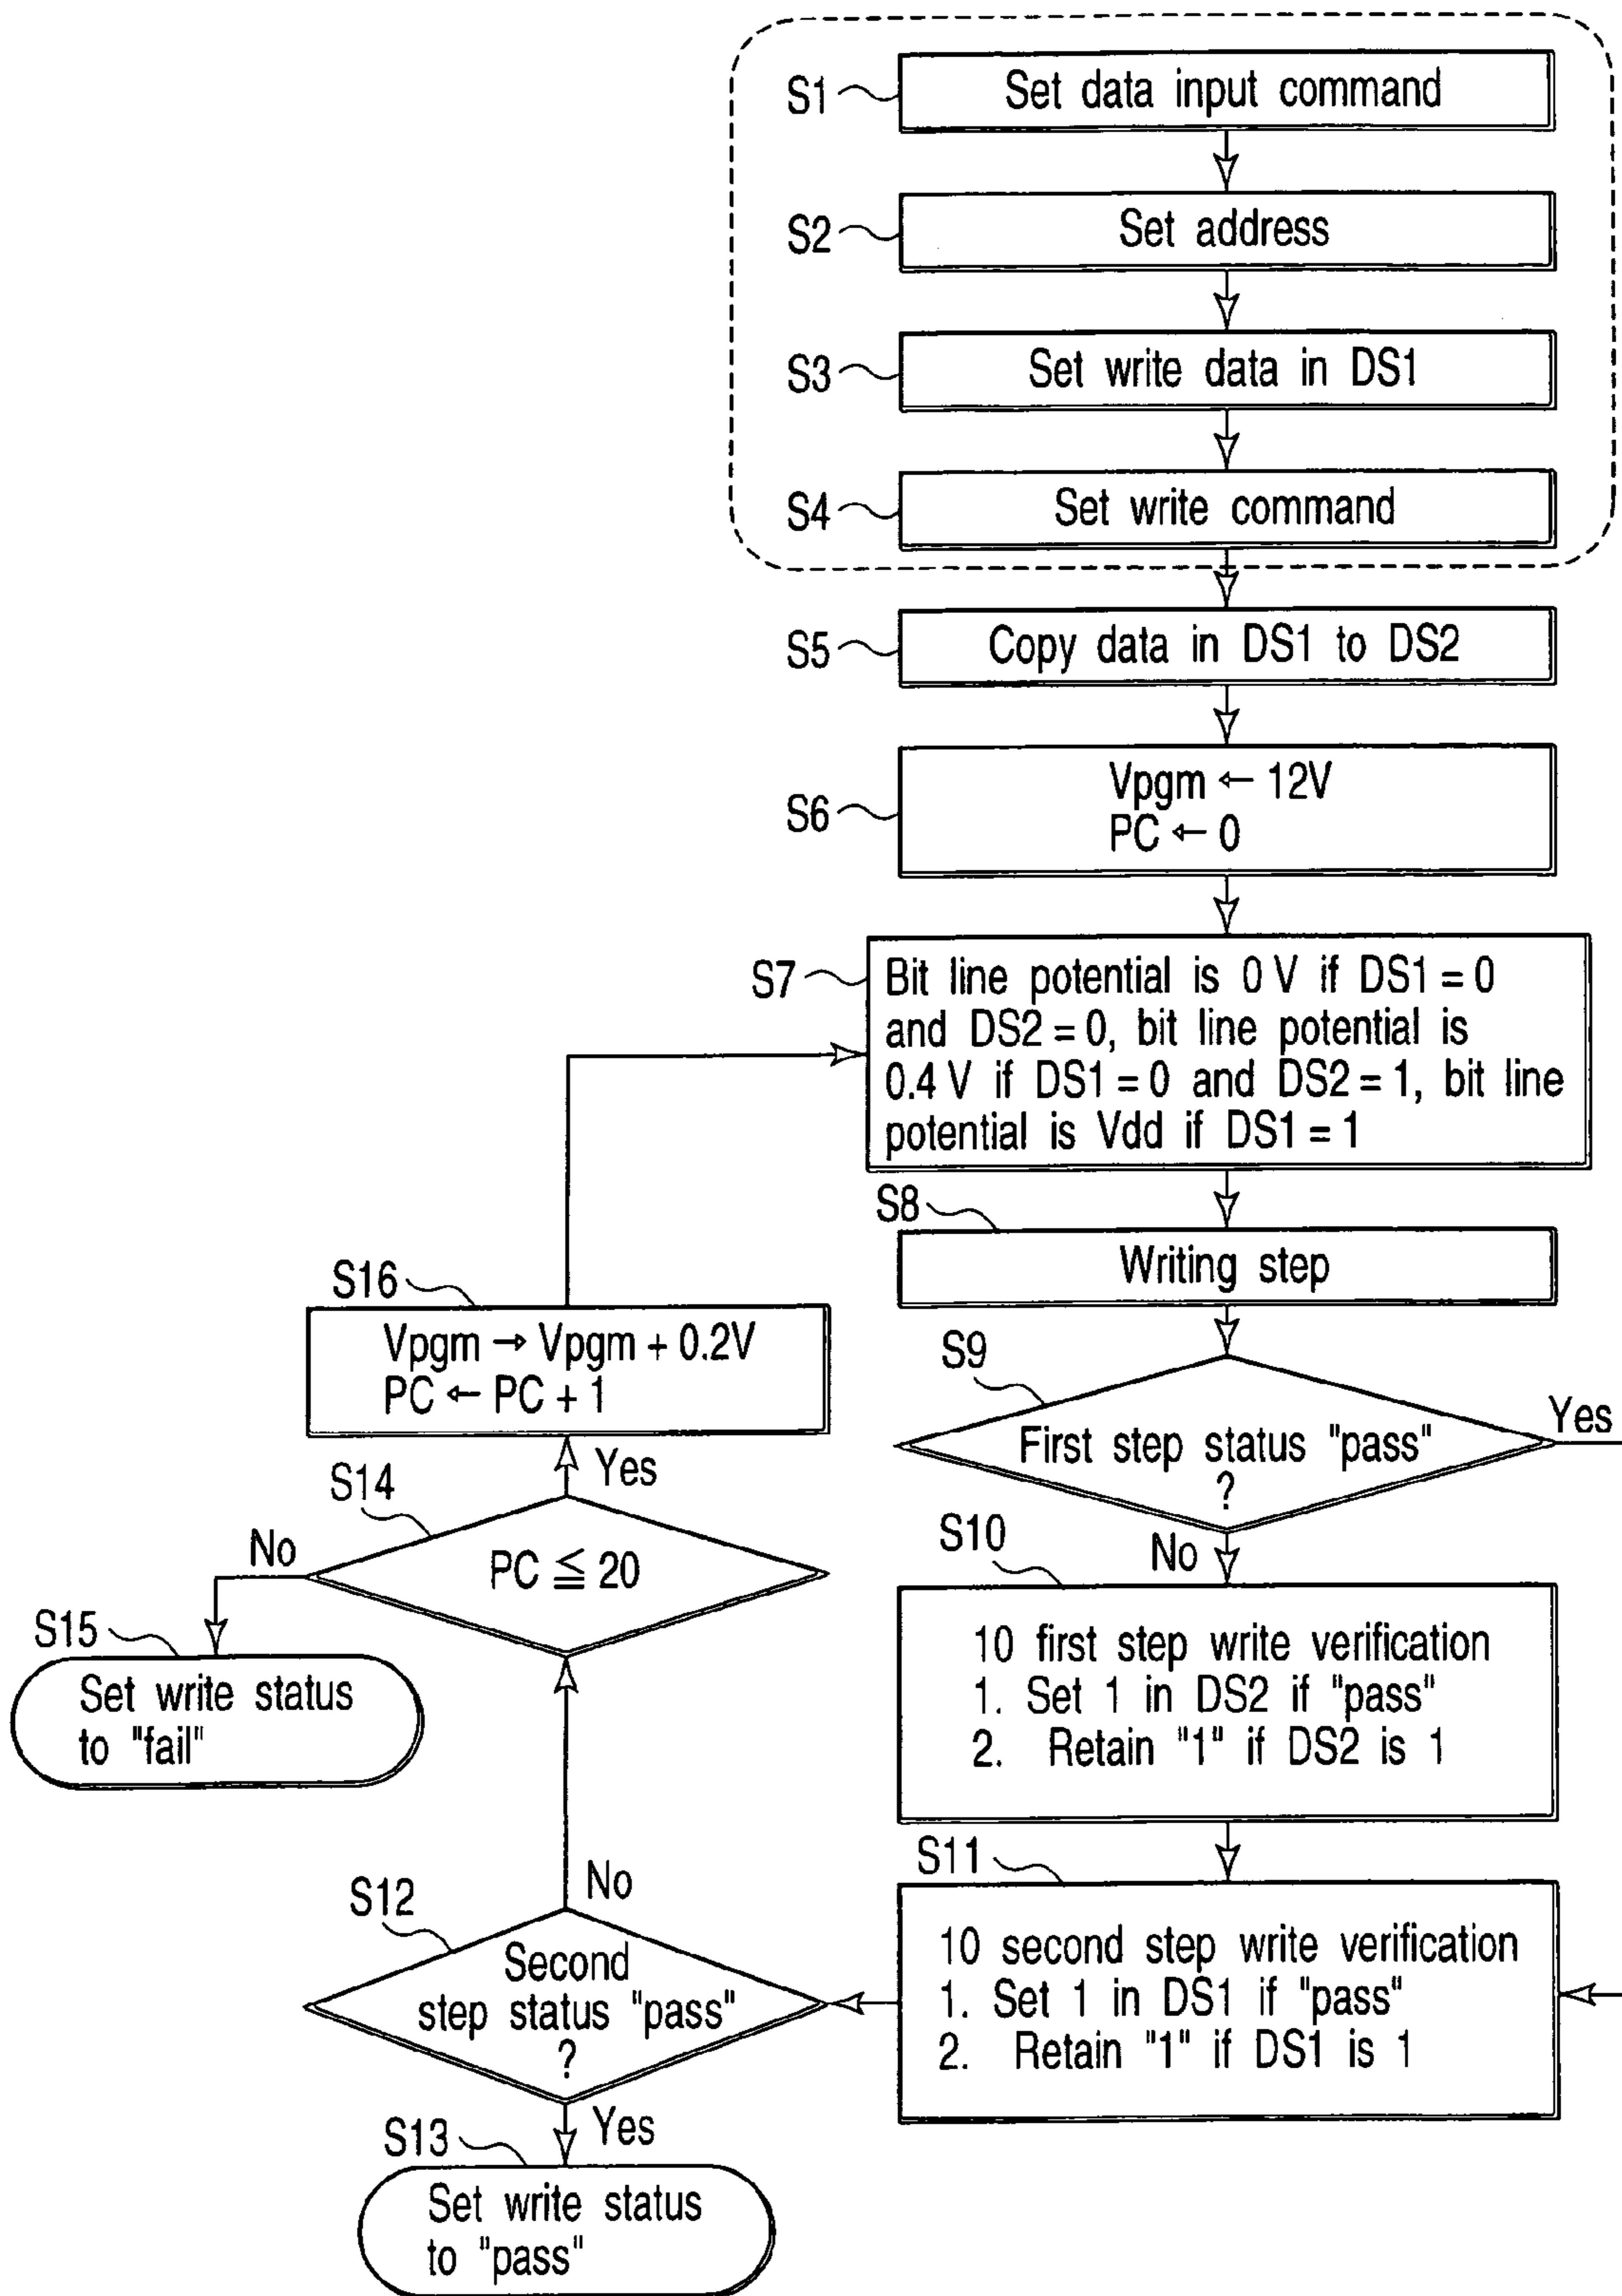 S1
Set data input command
S2
Set address
S3
Set write data in DS1
S4
Set write command
S5
Copy data in DS1 to DS2
S6
Vpgm ← 12V
PC ← 0
S7
Bit line potential is 0 V if DS1 = 0
and DS2 = 0, bit line potential is
0.4 V if DS1 = 0 and DS2 = 1, bit line
potential is Vdd if DS1 = 1
S8
Writing step
S9
First step status "pass"
?
Yes
No
S10
10 first step write verification
1. Set 1 in DS2 if "pass"
2. Retain "1" if DS2 is 1
S11
10 second step write verification
1. Set 1 in DS1 if "pass"
2. Retain "1" if DS1 is 1
S12
Second
step status "pass"
?
No
Yes
S13
Set write status
to "pass"
S14
PC ≦ 20
No
Yes
S15
Set write status
to "fail"
S16
Vpgm → Vpgm + 0.2V
PC ← PC + 1